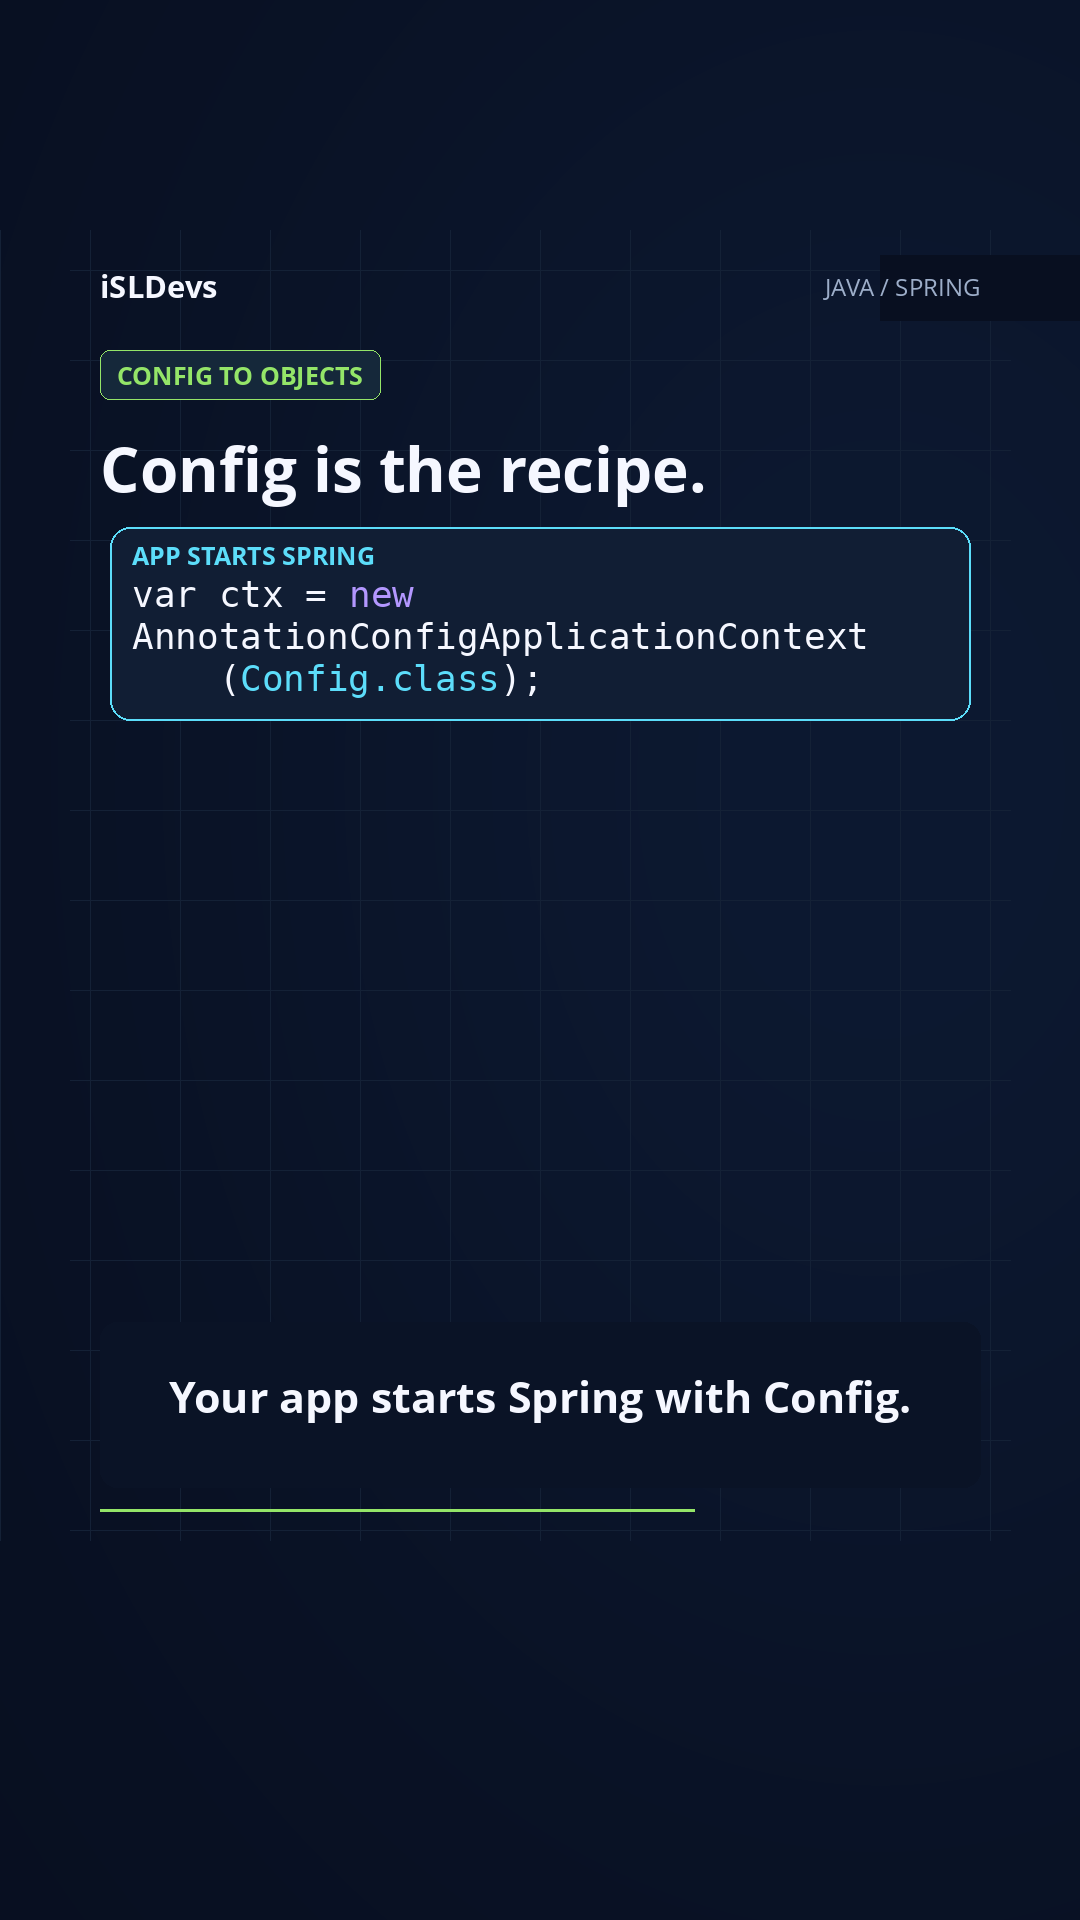 iSLDevs
JAVA / SPRING
CONFIG TO OBJECTS
Config is the recipe.
APP STARTS SPRING
var ctx = new
AnnotationConfigApplicationContext
    (Config.class);
Your app starts Spring with Config.